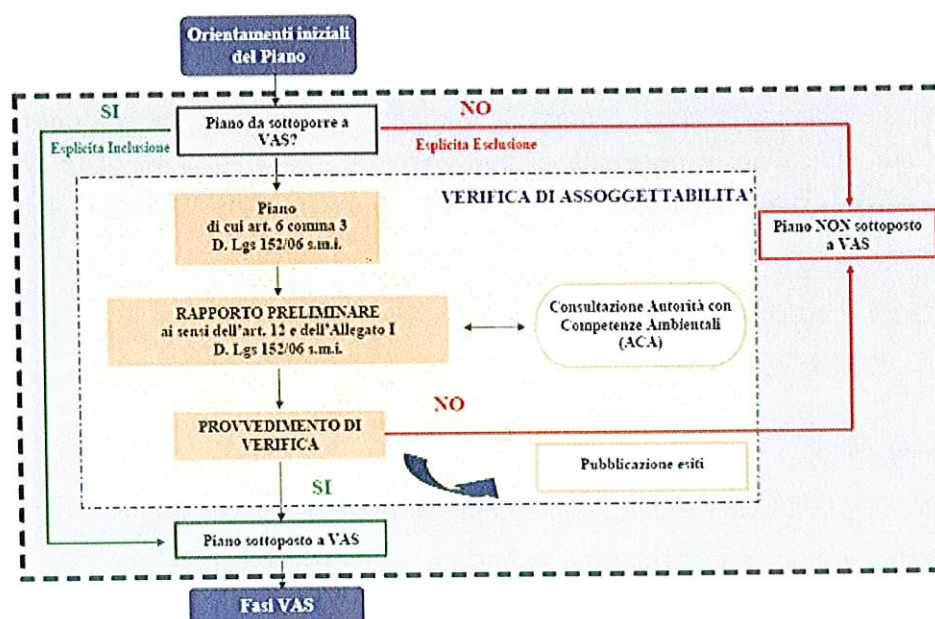 Orientamenti iniziali
del Piano
SI
NO
Piano da sottoporre a
VAS?
Esplicita Inclusione
Esplicita Esclusione
VERIFICA DI ASSOGGETTABILITA'
Piano
di cui art. 6 comma 3
D. Lgs 152/06 s.m.i.
Piano NON sottoposto
a VAS
RAPPORTO PRELIMINARE
ai sensi dell'art. 12 e dell'Allegato I
D. Lgs 152/06 s.m.i.
Consultazione Autorità con
Competenze Ambientali
(ACA)
NO
PROVVEDIMENTO DI
VERIFICA
Pubblicazione esiti
SI
Piano sottoposto a VAS
Fasi VAS